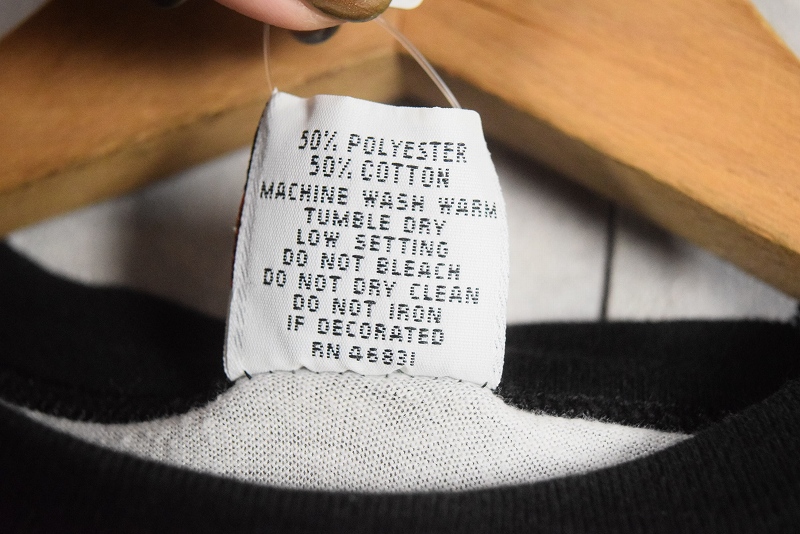 50% POLYESTER
50% COTTON
MACHINE WASH WARM
TUMBLE DRY
LOW SETTING
DO NOT BLEACH
DO NOT DRY CLEAN
DO NOT IRON
IF DECORATED
RN 46831